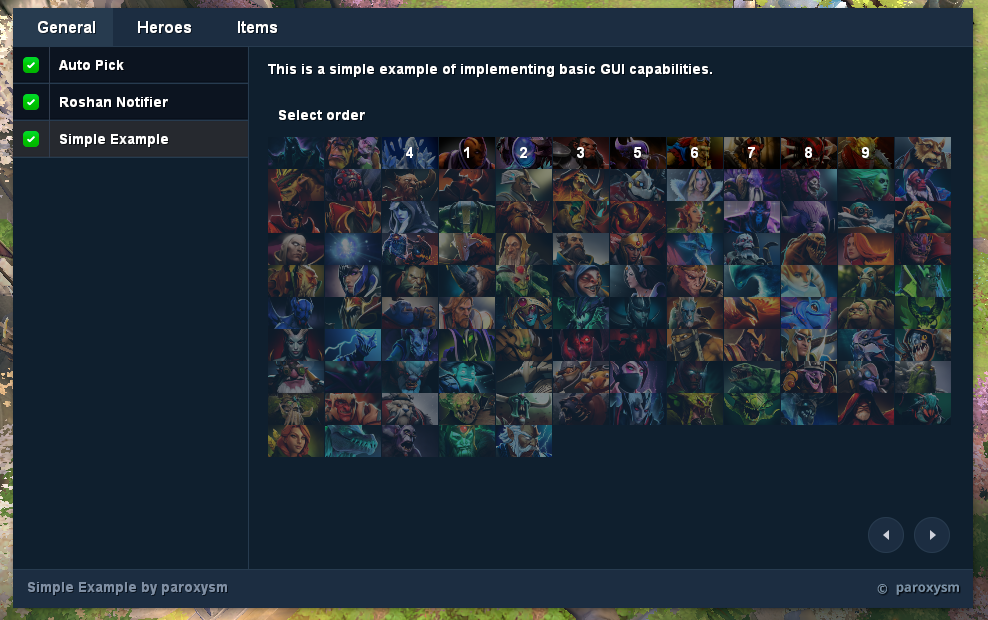 General Heroes Items
Auto Pick
Roshan Notifier
Simple Example
This is a simple example of implementing basic GUI capabilities.
Select order
4 1 2 3 5 6 7 8 9
Simple Example by paroxysm
© paroxysm